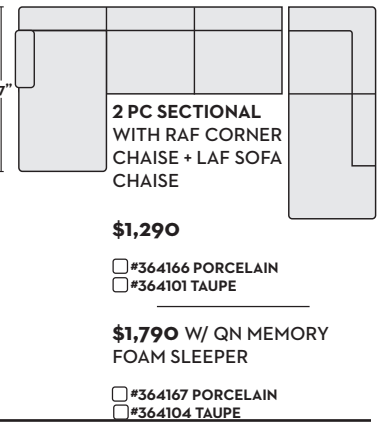 7"
2 PC SECTIONAL
WITH RAF CORNER
CHAISE + LAF SOFA
CHAISE
$1,290
#364166 PORCELAIN
#364101 TAUPE
$1,790 W/ QN MEMORY
FOAM SLEEPER
#364167 PORCELAIN
#364104 TAUPE